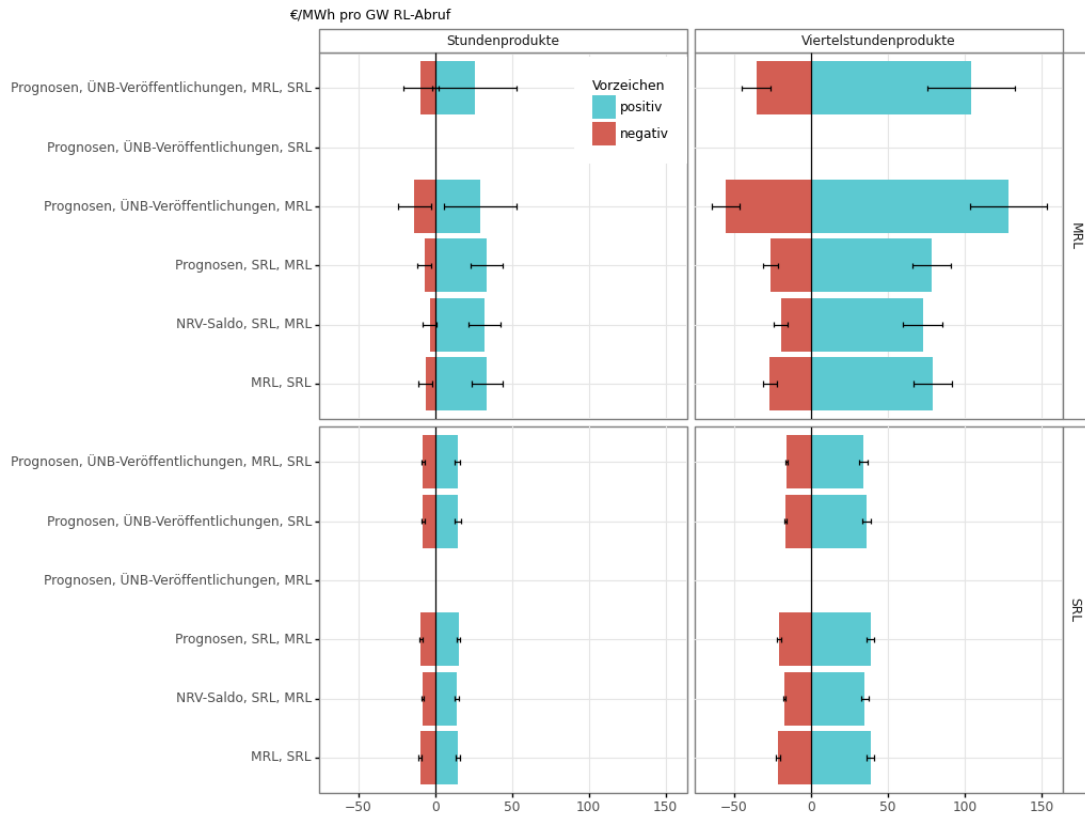 €/MWh pro GW RL-Abruf
Stundenprodukte
Viertelstundenprodukte
Vorzeichen
positiv
negativ
Prognosen, ÜNB-Veröffentlichungen, MRL, SRL
Prognosen, ÜNB-Veröffentlichungen, SRL
Prognosen, ÜNB-Veröffentlichungen, MRL
Prognosen, SRL, MRL
NRV-Saldo, SRL, MRL
MRL, SRL
MRL
Prognosen, ÜNB-Veröffentlichungen, MRL, SRL
Prognosen, ÜNB-Veröffentlichungen, SRL
Prognosen, ÜNB-Veröffentlichungen, MRL
Prognosen, SRL, MRL
NRV-Saldo, SRL, MRL
MRL, SRL
SRL
−50 0 50 100 150
−50 0 50 100 150